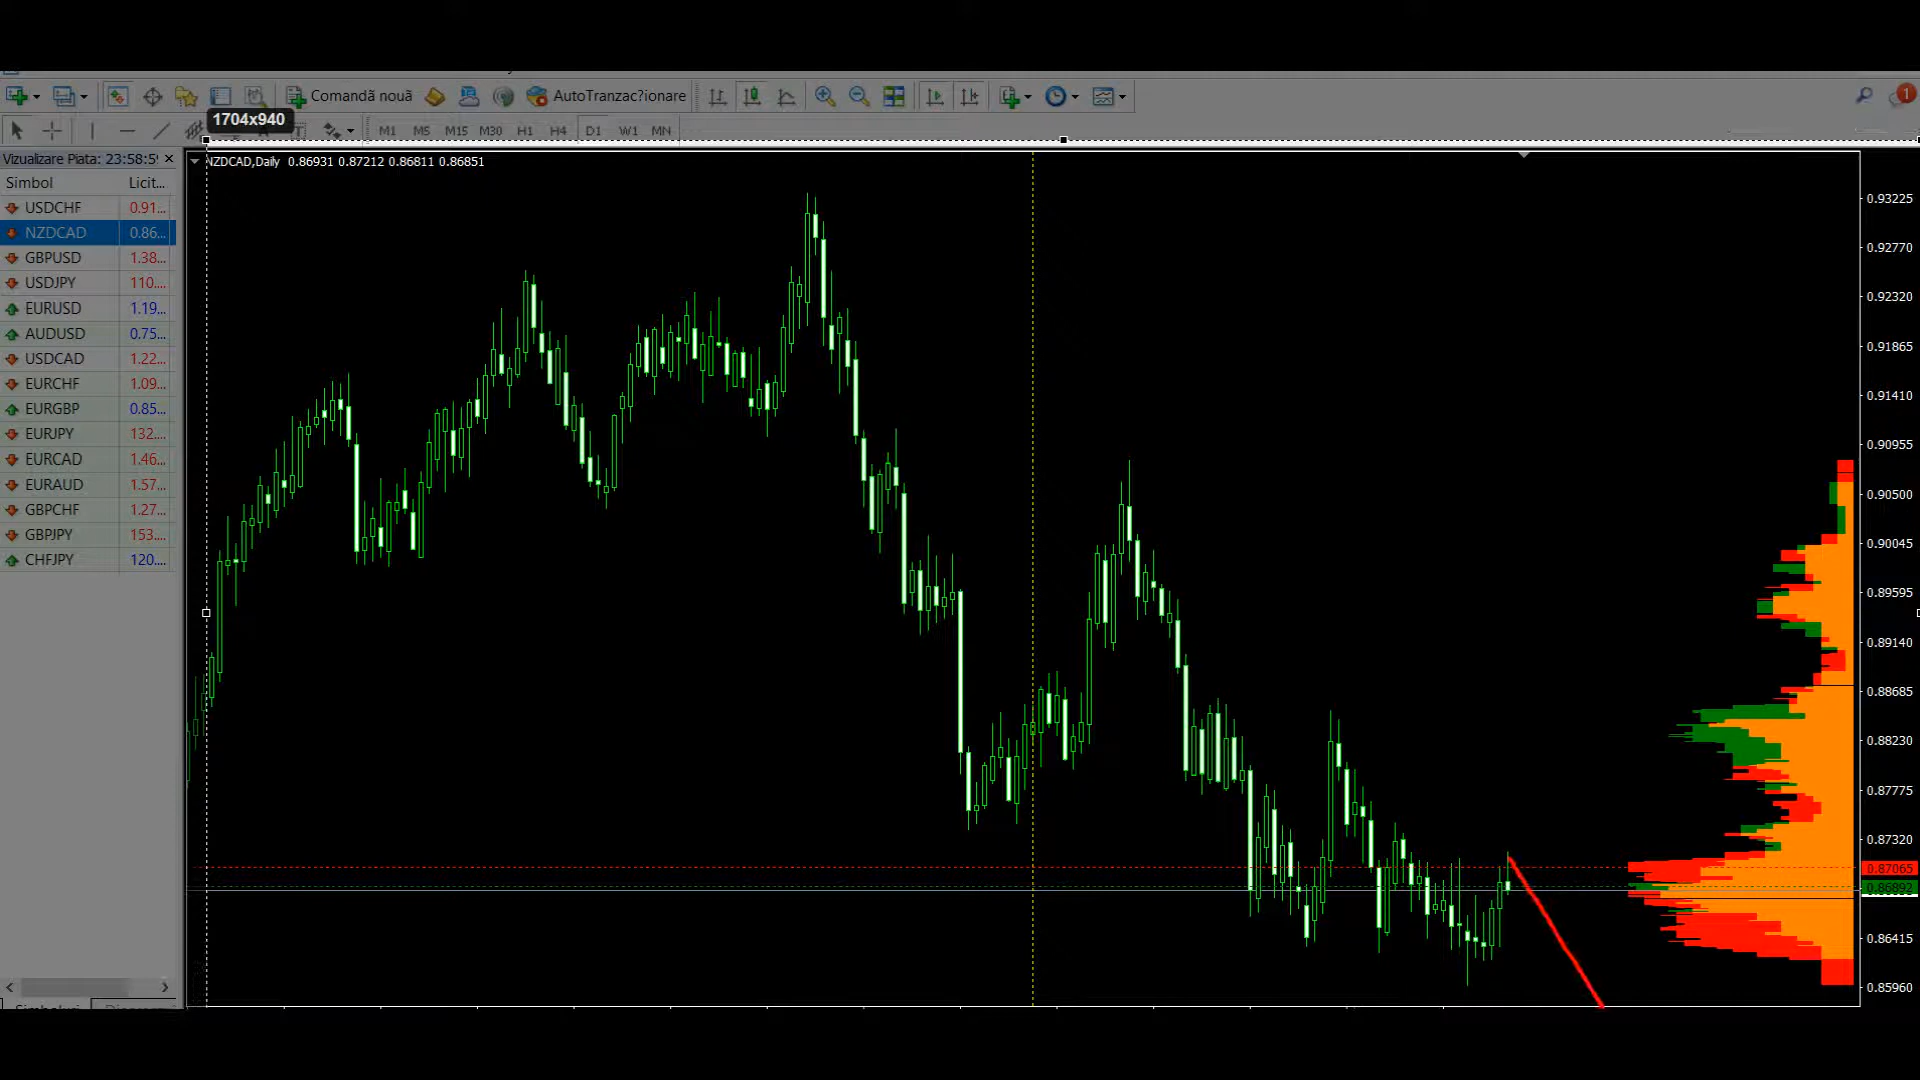 Comandă nouă
AutoTranzac?ionare
1704x940
M1 M5 M15 M30 H1 H4 D1 W1 MN
Vizualizare Piata: 23:58:5
NZDCAD,Daily 0.86931 0.87212 0.86811 0.86851
Simbol Licit...
USDCHF 0.91...
NZDCAD 0.86...
GBPUSD 1.38...
USDJPY 110....
EURUSD 1.19...
AUDUSD 0.75...
USDCAD 1.22...
EURCHF 1.09...
EURGBP 0.85...
EURJPY 132....
EURCAD 1.46...
EURAUD 1.57...
GBPCHF 1.27...
GBPJPY 153....
CHFJPY 120....
1
0.93225
0.92770
0.92320
0.91865
0.91410
0.90955
0.90500
0.90045
0.89595
0.89140
0.88685
0.88230
0.87775
0.87320
0.87065
0.86892
0.86415
0.85960